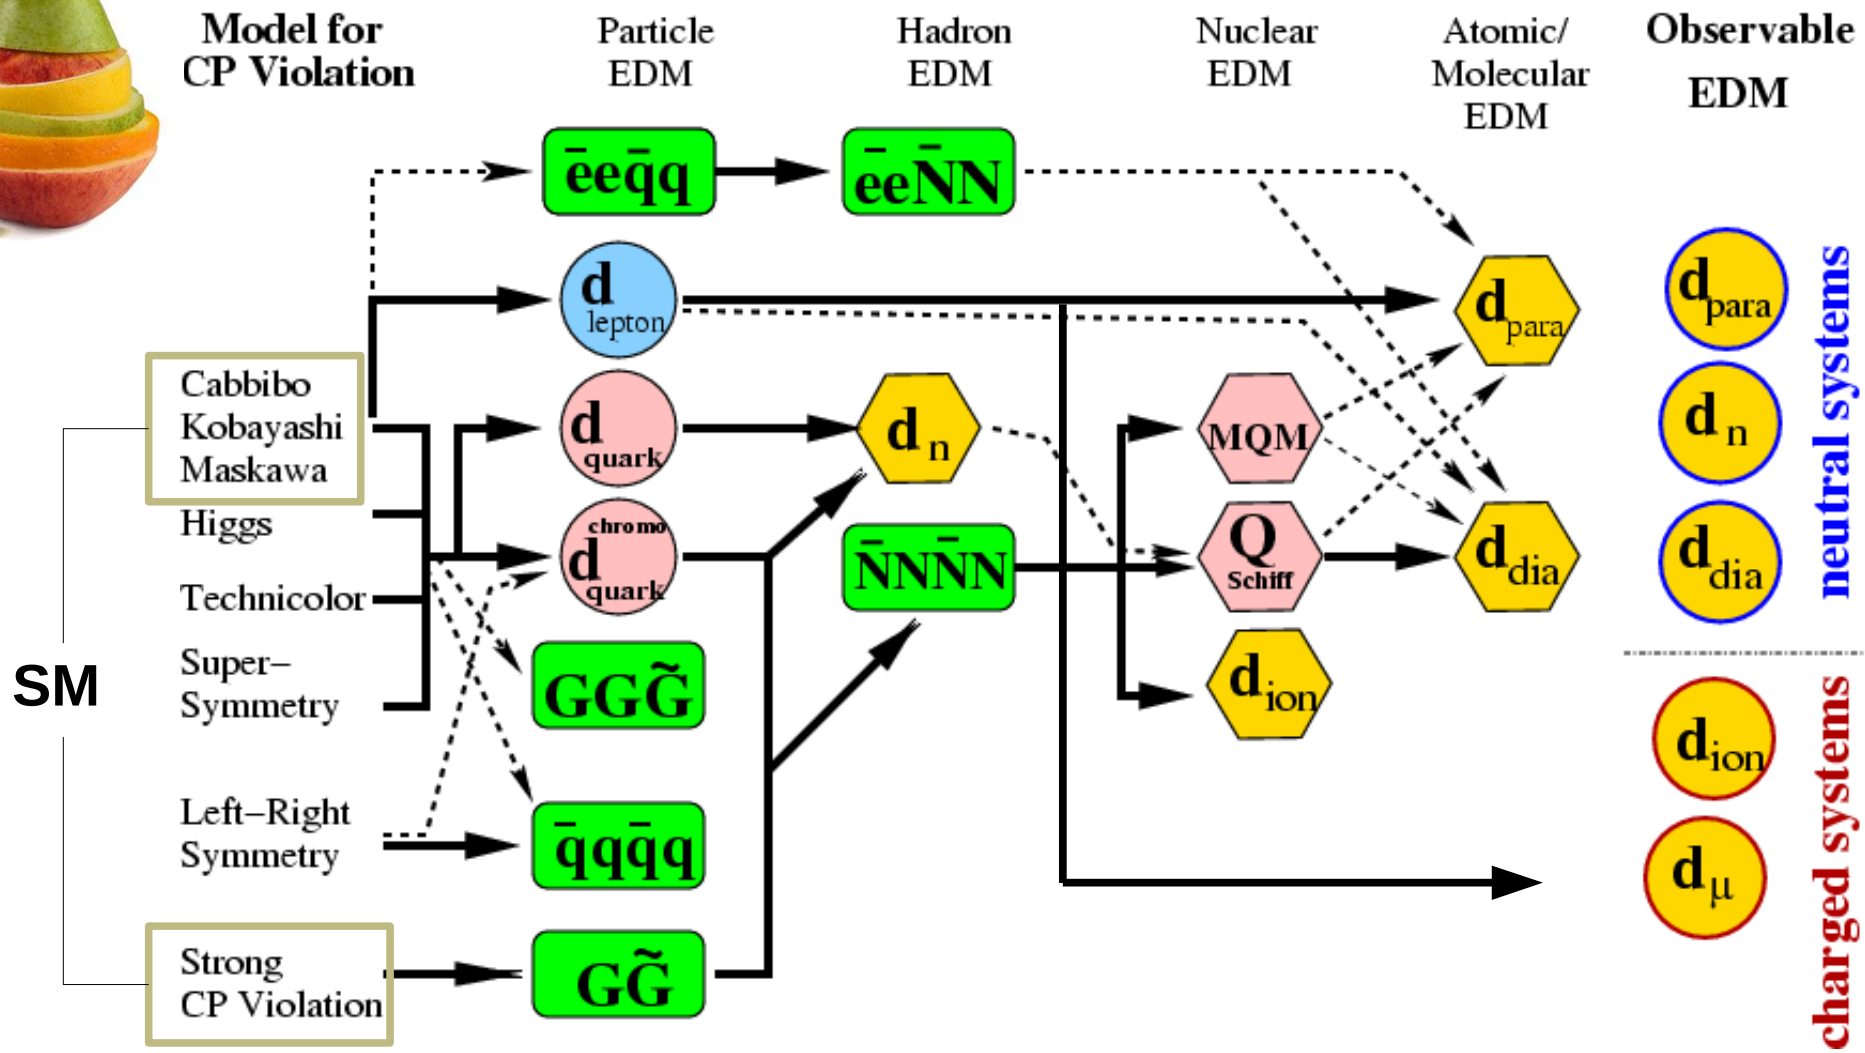 Model for
CP Violation
Particle
EDM
Hadron
EDM
Nuclear
EDM
Atomic/
Molecular
EDM
Observable
EDM
e̅eq̅q
e̅eN̅N
d lepton
d para
d para
Cabbibo
Kobayashi
Maskawa
d quark
d n
MQM
d n
Higgs
chromo
d quark
N̅NN̅N
Q
Schiff
d dia
d dia
neutral systems
Technicolor
Super–
Symmetry
SM
GGG̃
d ion
d ion
Left–Right
Symmetry
q̅qq̅q
d μ
charged systems
Strong
CP Violation
GG̃